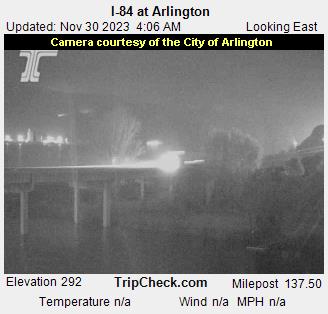 I-84 at Arlington
Updated: Nov 30 2023 4:06 AM Looking East
Camera courtesy of the City of Arlington
Elevation 292 TripCheck.com Milepost 137.50
Temperature n/a Wind n/a MPH n/a